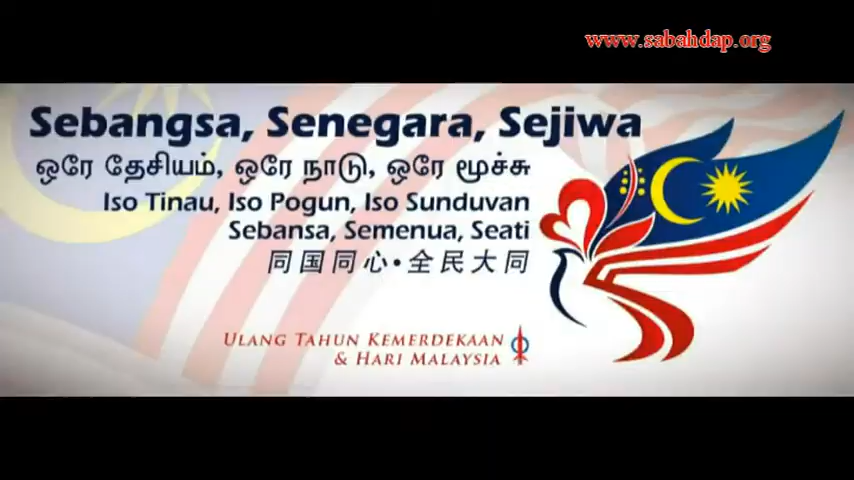 www.sabahdap.org
Sebangsa, Senegara, Sejiwa
ஒரே தேசியம், ஒரே நாடு, ஒரே மூச்சு
Iso Tinau, Iso Pogun, Iso Sunduvan
Sebansa, Semenua, Seati
同国同心•全民大同
ULANG TAHUN KEMERDEKAAN
& HARI MALAYSIA